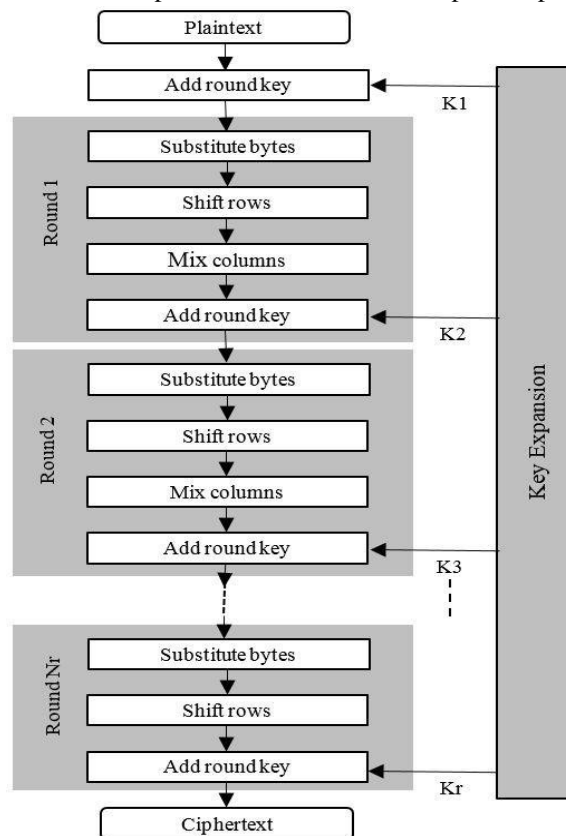 Plaintext
Add round key
K1
Round 1
Substitute bytes
Shift rows
Mix columns
Add round key
K2
Round 2
Substitute bytes
Shift rows
Mix columns
Add round key
K3
Key Expansion
Round Nr
Substitute bytes
Shift rows
Add round key
Kr
Ciphertext